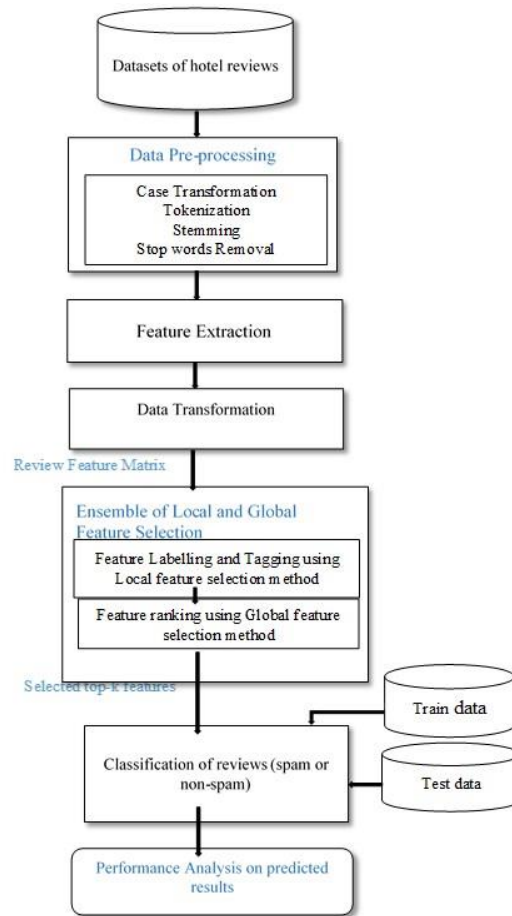 Datasets of hotel reviews
Data Pre-processing
Case Transformation
Tokenization
Stemming
Stop words Removal
Feature Extraction
Data Transformation
Review Feature Matrix
Ensemble of Local and Global
Feature Selection
Feature Labelling and Tagging using
Local feature selection method
Feature ranking using Global feature
selection method
Selected top-k features
Train data
Classification of reviews (spam or
non-spam)
Test data
Performance Analysis on predicted
results